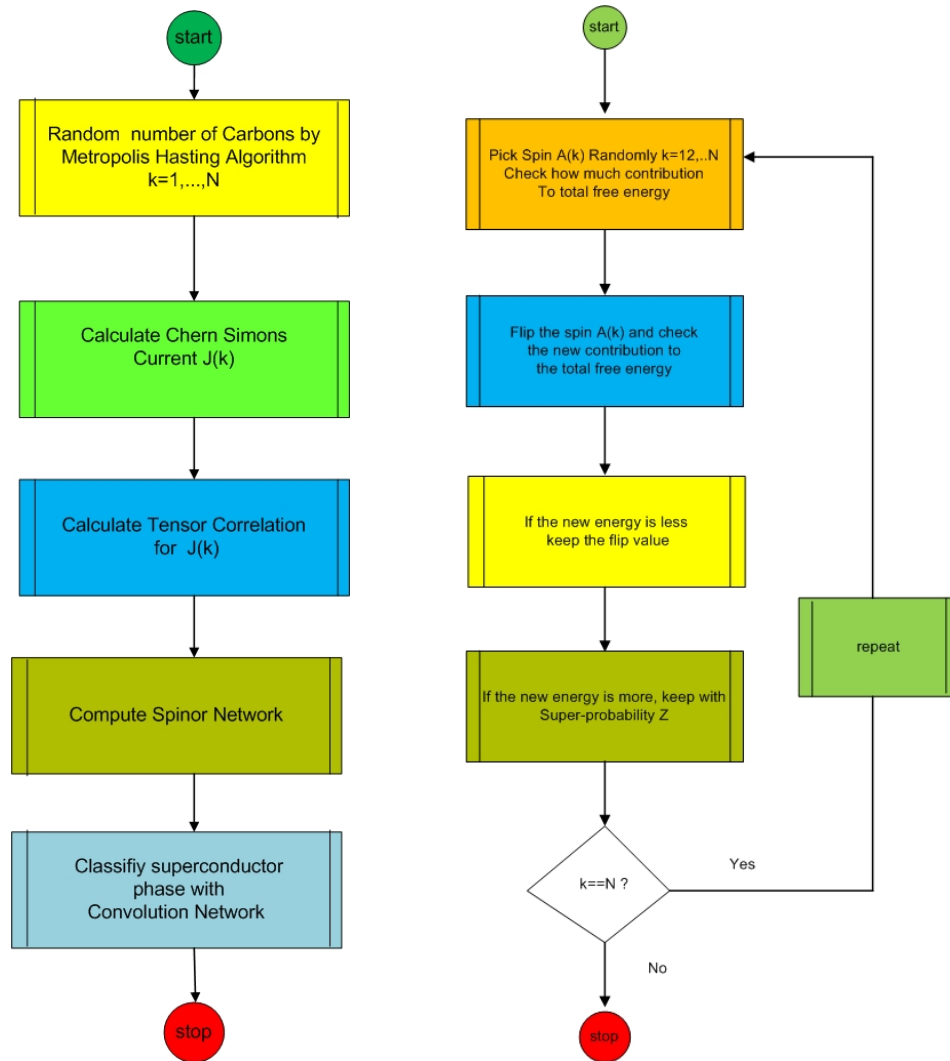 start
Random number of Carbons by
Metropolis Hasting Algorithm
k=1,...,N
Calculate Chern Simons
Current J(k)
Calculate Tensor Correlation
for J(k)
Compute Spinor Network
Classifiy superconductor
phase with
Convolution Network
stop
start
Pick Spin A(k) Randomly k=12,..N
Check how much contribution
To total free energy
Flip the spin A(k) and check
the new contribution to
the total free energy
If the new energy is less
keep the flip value
If the new energy is more, keep with
Super-probability Z
k==N ?
Yes
repeat
No
stop